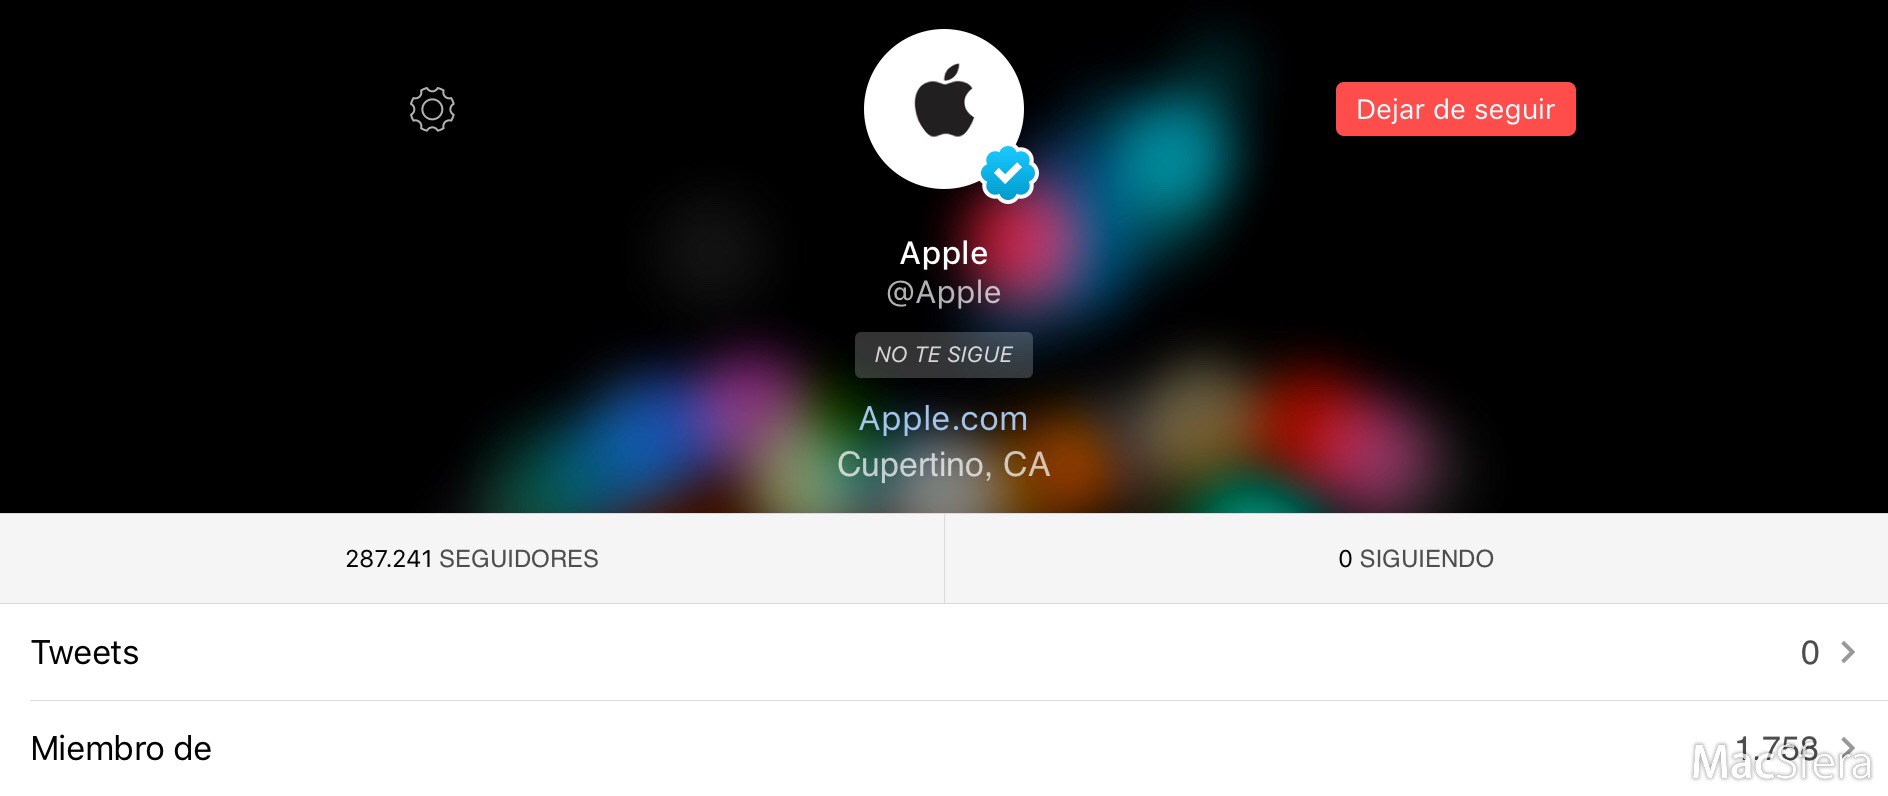 Dejar de seguir
Apple
@Apple
NO TE SIGUE
Apple.com
Cupertino, CA
287.241 SEGUIDORES
0 SIGUIENDO
Tweets 0
Miembro de 1.758
MacSfera